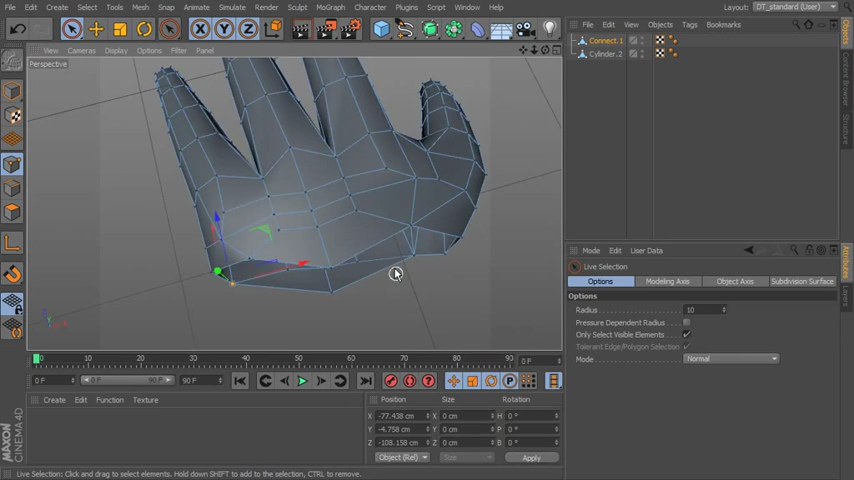 File Edit Create Select Tools Mesh Snap Animate Simulate Render Sculpt MoGraph Character Plugins Script Window Help Layout: DT_standard (User)
View Cameras Display Options Filter Panel
File Edit View Objects Tags Bookmarks
Perspective
Connect.1
Cylinder.2
Objects
Content Browser
Structure
Mode Edit User Data
Live Selection
Options Modeling Axis Object Axis Subdivision Surface
Options
Radius 10
Pressure Dependent Radius
Only Select Visible Elements
Tolerant Edge/Polygon Selection
Mode Normal
Attributes
Layers
0 10 20 30 40 50 60 70 80 90 0 F
0 F 0 F 90 F 90 F
Create Edit Function Texture
Position Size Rotation
X -77.438 cm X 0 cm H 0 °
Y -4.758 cm Y 0 cm P 0 °
Z -108.158 cm Z 0 cm B 0 °
Object (Rel) Size Apply
MAXON
CINEMA4D
Live Selection: Click and drag to select elements. Hold down SHIFT to add to the selection, CTRL to remove.